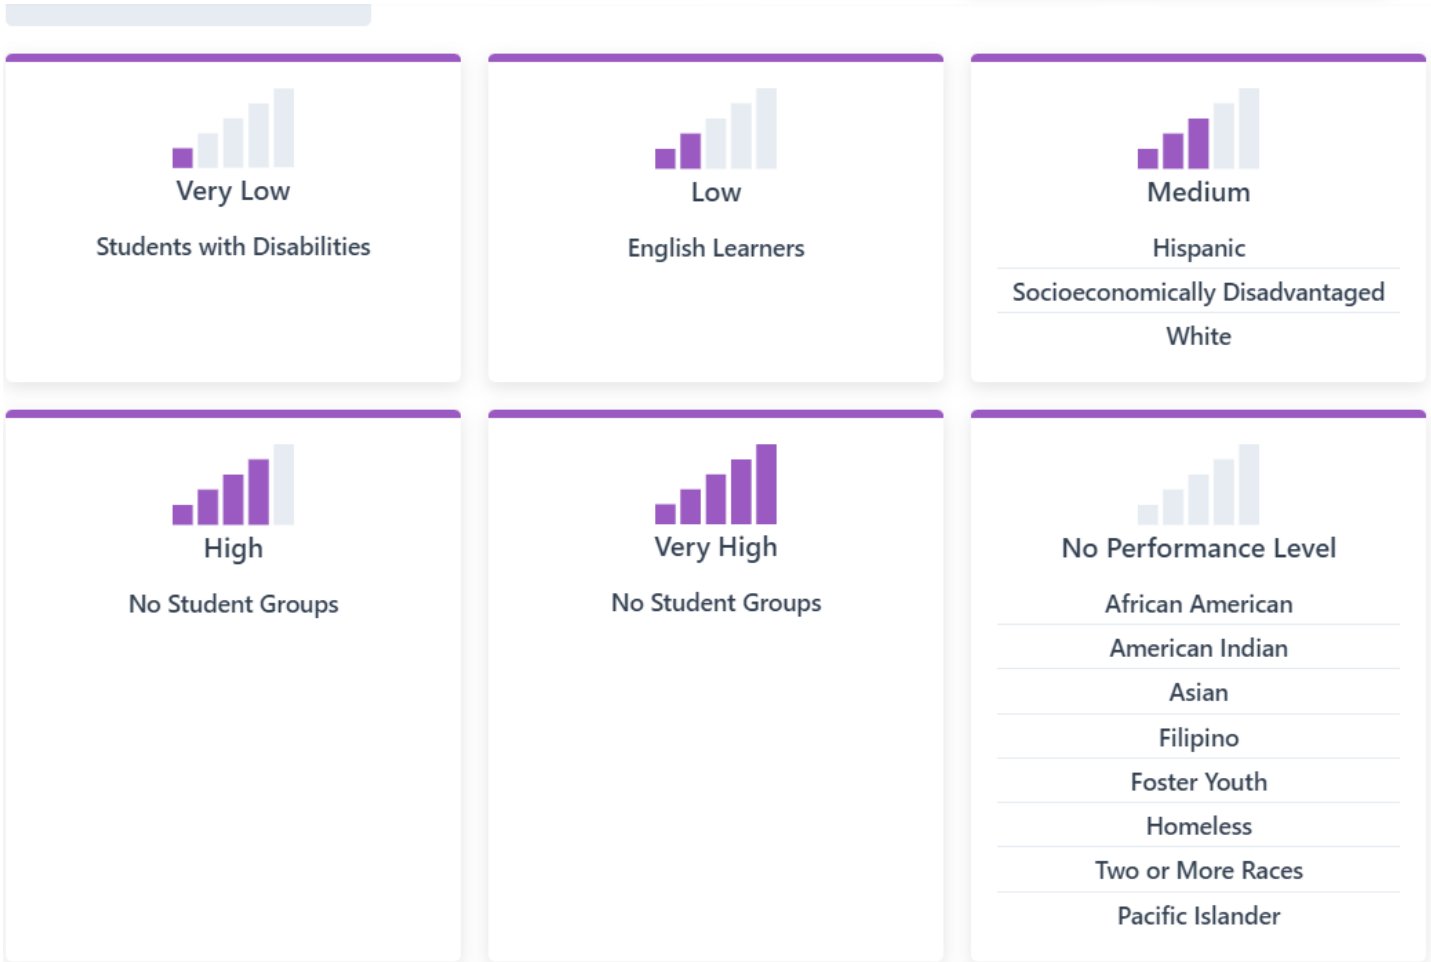 Very Low
Students with Disabilities
Low
English Learners
Medium
Hispanic
Socioeconomically Disadvantaged
White
High
No Student Groups
Very High
No Student Groups
No Performance Level
African American
American Indian
Asian
Filipino
Foster Youth
Homeless
Two or More Races
Pacific Islander